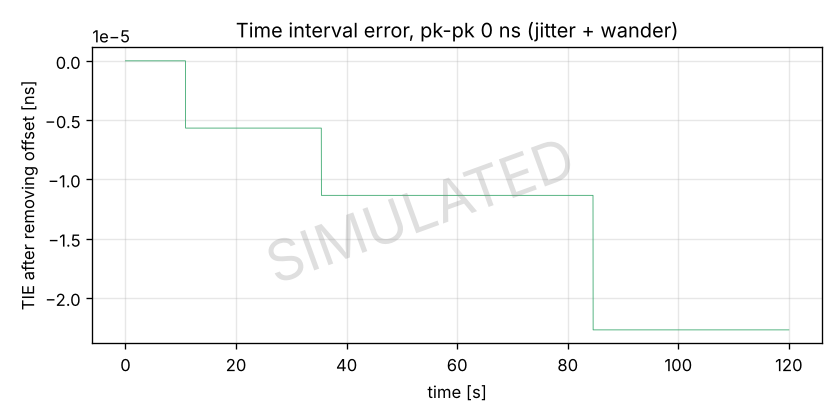 Time interval error, pk-pk 0 ns (jitter + wander)
1e−5
TIE after removing offset [ns]
0.0
−0.5
−1.0
−1.5
−2.0
SIMULATED
0 20 40 60 80 100 120
time [s]